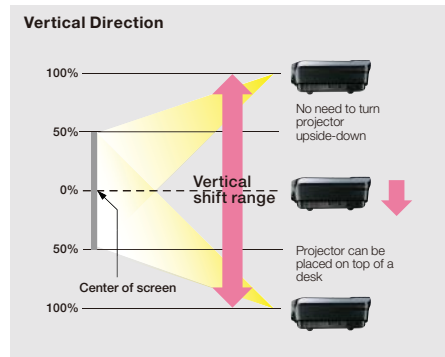 Vertical Direction
100%
No need to turn
projector
upside-down
50%
0%
Vertical
shift range
50%
Projector can be
placed on top of a
desk
Center of screen
100%